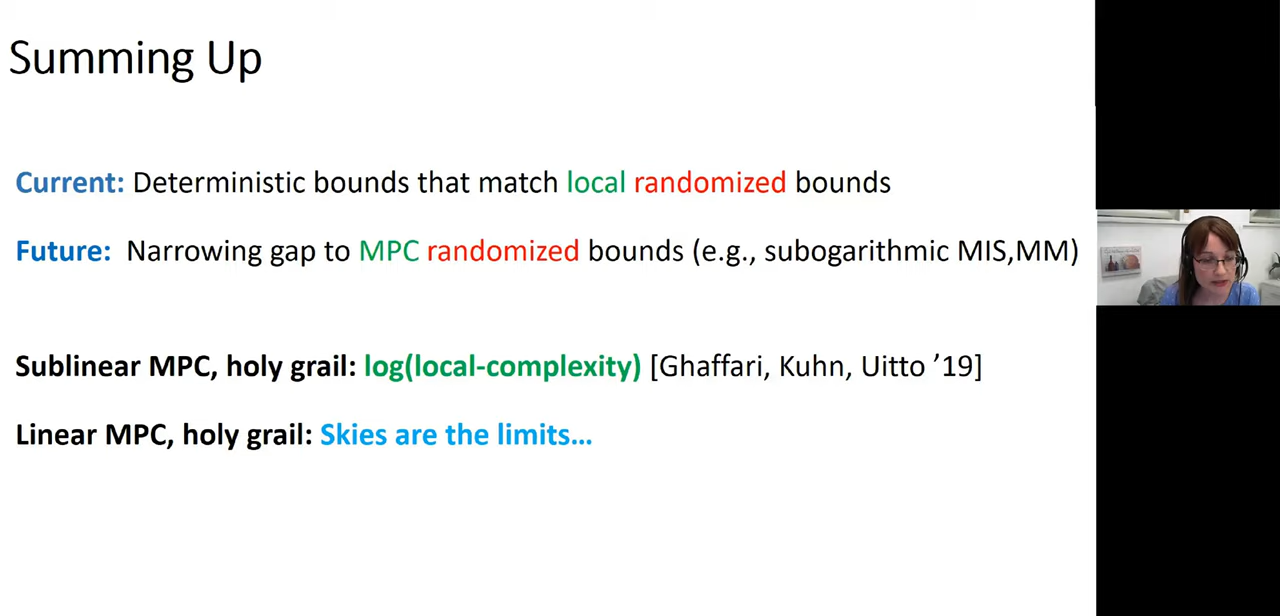 Summing Up
Current: Deterministic bounds that match local randomized bounds
Future: Narrowing gap to MPC randomized bounds (e.g., subogarithmic MIS,MM)
Sublinear MPC, holy grail: log(local-complexity) [Ghaffari, Kuhn, Uitto ’19]
Linear MPC, holy grail: Skies are the limits…